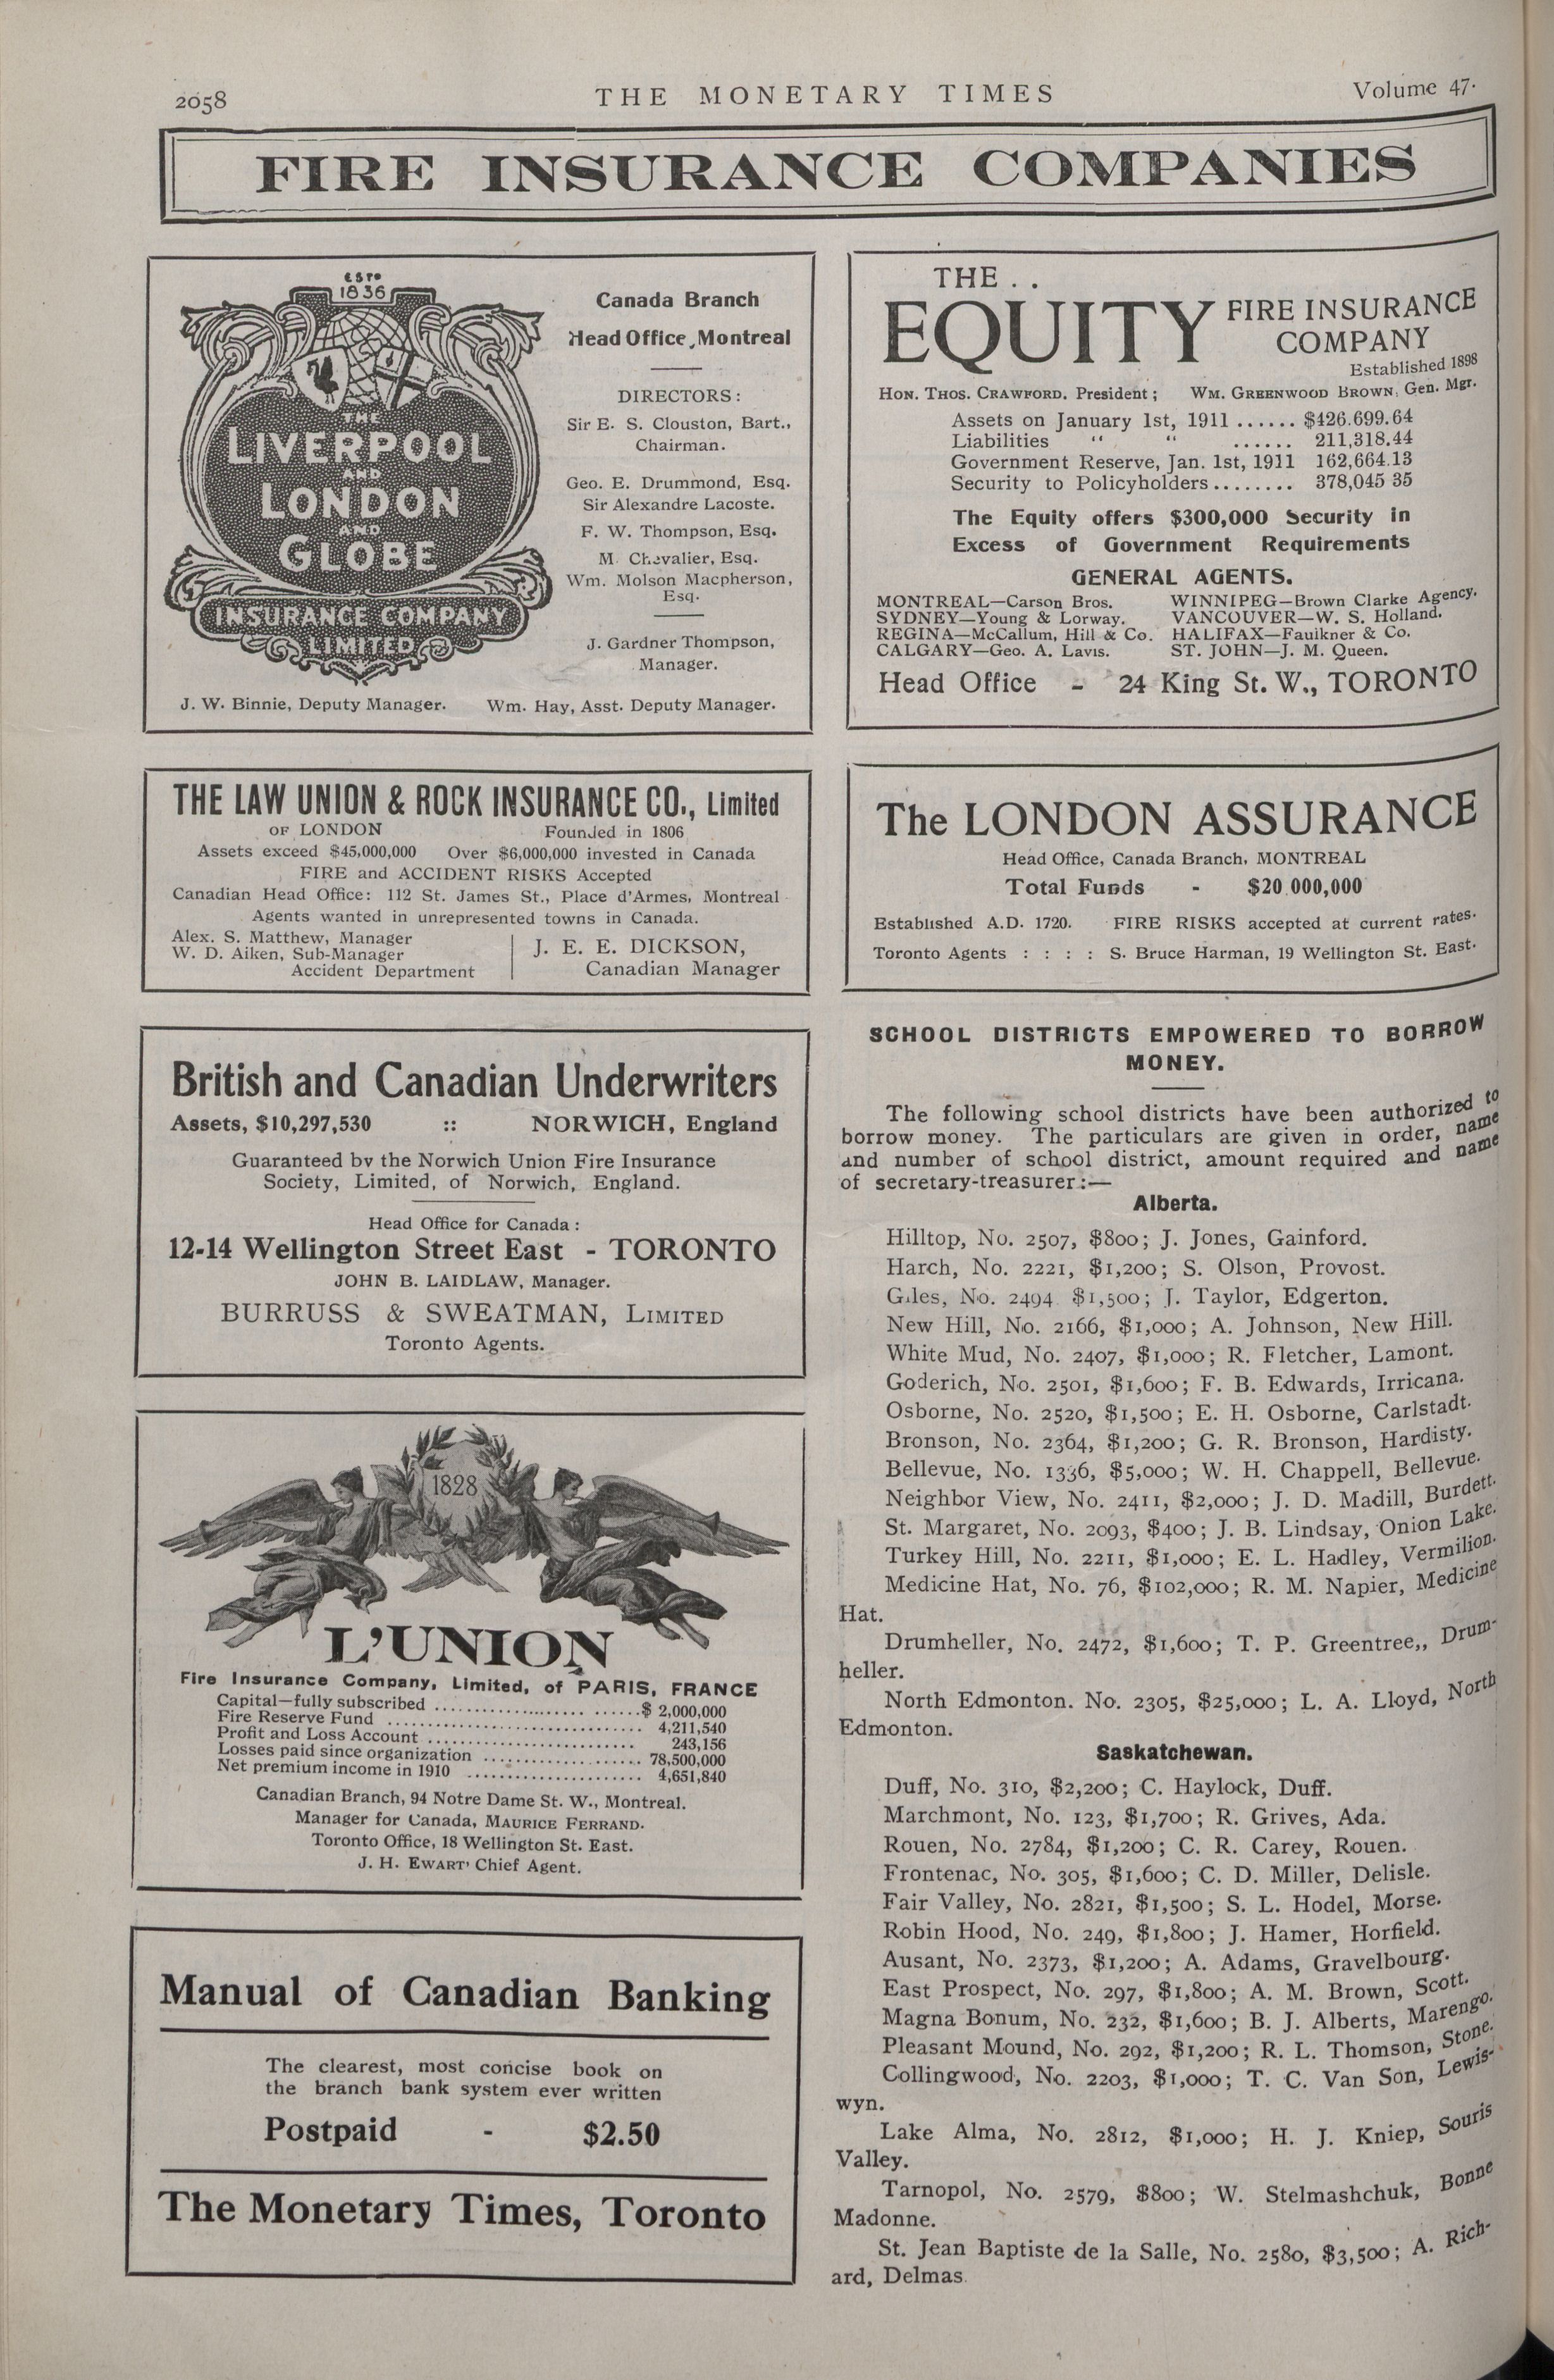 2058
THE MONETARY TIMES
Volume 47.
FIRE INSURANCE COMPANIES
ESTD
1836
THE
LIVERPOOL
AND
LONDON
AND
GLOBE
INSURANCE COMPANY
LIMITED
Canada Branch
Head Office, Montreal
DIRECTORS:
Sir E. S. Clouston, Bart.,
Chairman.
Geo. E. Drummond, Esq.
Sir Alexandre Lacoste.
F. W. Thompson, Esq.
M. Chevalier, Esq.
Wm. Molson Macpherson,
Esq.
J. Gardner Thompson,
Manager.
J. W. Binnie, Deputy Manager. Wm. Hay, Asst. Deputy Manager.
THE . .
EQUITY FIRE INSURANCE
COMPANY
Established 1898
HON. THOS. CRAWFORD, President; WM. GREENWOOD BROWN, Gen. Mgr.
Assets on January 1st, 1911 ...... $426.699.64
Liabilities " " ...... 211,318.44
Government Reserve, Jan. 1st, 1911 162,664.13
Security to Policyholders........ 378,045 35
The Equity offers $300,000 Security in
Excess of Government Requirements
GENERAL AGENTS.
MONTREAL—Carson Bros. WINNIPEG—Brown Clarke Agency.
SYDNEY—Young & Lorway. VANCOUVER—W. S. Holland.
REGINA—McCallum, Hill & Co. HALIFAX—Faulkner & Co.
CALGARY—Geo. A. Lavis. ST. JOHN—J. M. Queen.
Head Office - 24 King St. W., TORONTO
THE LAW UNION & ROCK INSURANCE CO., Limited
OF LONDON Founded in 1806
Assets exceed $45,000,000 Over $6,000,000 invested in Canada
FIRE and ACCIDENT RISKS Accepted
Canadian Head Office: 112 St. James St., Place d'Armes, Montreal
Agents wanted in unrepresented towns in Canada.
Alex. S. Matthew, Manager
W. D. Aiken, Sub-Manager
Accident Department
J. E. E. DICKSON,
Canadian Manager
The LONDON ASSURANCE
Head Office, Canada Branch, MONTREAL
Total Funds - $20 000,000
Established A.D. 1720. FIRE RISKS accepted at current rates.
Toronto Agents : : : : S. Bruce Harman, 19 Wellington St. East.
British and Canadian Underwriters
Assets, $10,297,530 :: NORWICH, England
Guaranteed by the Norwich Union Fire Insurance
Society, Limited, of Norwich, England.
Head Office for Canada:
12-14 Wellington Street East - TORONTO
JOHN B. LAIDLAW, Manager.
BURRUSS & SWEATMAN, LIMITED
Toronto Agents.
1828
L'UNION
Fire Insurance Company, Limited, of PARIS, FRANCE
Capital—fully subscribed ........................ $ 2,000,000
Fire Reserve Fund ........................ 4,211,540
Profit and Loss Account ........................ 243,156
Losses paid since organization ........................ 78,500,000
Net premium income in 1910 ........................ 4,651,840
Canadian Branch, 94 Notre Dame St. W., Montreal.
Manager for Canada, MAURICE FERRAND.
Toronto Office, 18 Wellington St. East.
J. H. EWART, Chief Agent.
Manual of Canadian Banking
The clearest, most concise book on
the branch bank system ever written
Postpaid - $2.50
The Monetary Times, Toronto
SCHOOL DISTRICTS EMPOWERED TO BORROW
MONEY.
The following school districts have been authorized to
borrow money. The particulars are given in order, name
and number of school district, amount required and name
of secretary-treasurer:—
Alberta.
Hilltop, No. 2507, $800; J. Jones, Gainford.
Harch, No. 2221, $1,200; S. Olson, Provost.
Giles, No. 2494 $1,500; J. Taylor, Edgerton.
New Hill, No. 2166, $1,000; A. Johnson, New Hill.
White Mud, No. 2407, $1,000; R. Fletcher, Lamont.
Goderich, No. 2501, $1,600; F. B. Edwards, Irricana.
Osborne, No. 2520, $1,500; E. H. Osborne, Carlstadt.
Bronson, No. 2364, $1,200; G. R. Bronson, Hardisty.
Bellevue, No. 1336, $5,000; W. H. Chappell, Bellevue.
Neighbor View, No. 2411, $2,000; J. D. Madill, Burdett.
St. Margaret, No. 2093, $400; J. B. Lindsay, Onion Lake.
Turkey Hill, No. 2211, $1,000; E. L. Hadley, Vermilion.
Medicine Hat, No. 76, $102,000; R. M. Napier, Medicine
Hat.
Drumheller, No. 2472, $1,600; T. P. Greentree,, Drum-
heller.
North Edmonton. No. 2305, $25,000; L. A. Lloyd, North
Edmonton.
Saskatchewan.
Duff, No. 310, $2,200; C. Haylock, Duff.
Marchmont, No. 123, $1,700; R. Grives, Ada.
Rouen, No. 2784, $1,200; C. R. Carey, Rouen.
Frontenac, No. 305, $1,600; C. D. Miller, Delisle.
Fair Valley, No. 2821, $1,500; S. L. Hodel, Morse.
Robin Hood, No. 249, $1,800; J. Hamer, Horfield.
Ausant, No. 2373, $1,200; A. Adams, Gravelbourg.
East Prospect, No. 297, $1,800; A. M. Brown, Scott.
Magna Bonum, No. 232, $1,600; B. J. Alberts, Marengo.
Pleasant Mound, No. 292, $1,200; R. L. Thomson, Stone.
Collingwood, No. 2203, $1,000; T. C. Van Son, Lewis-
wyn.
Lake Alma, No. 2812, $1,000; H. J. Kniep, Souris
Valley.
Tarnopol, No. 2579, $800; W. Stelmashchuk, Bonne
Madonne.
St. Jean Baptiste de la Salle, No. 2580, $3,500; A. Rich-
ard, Delmas.